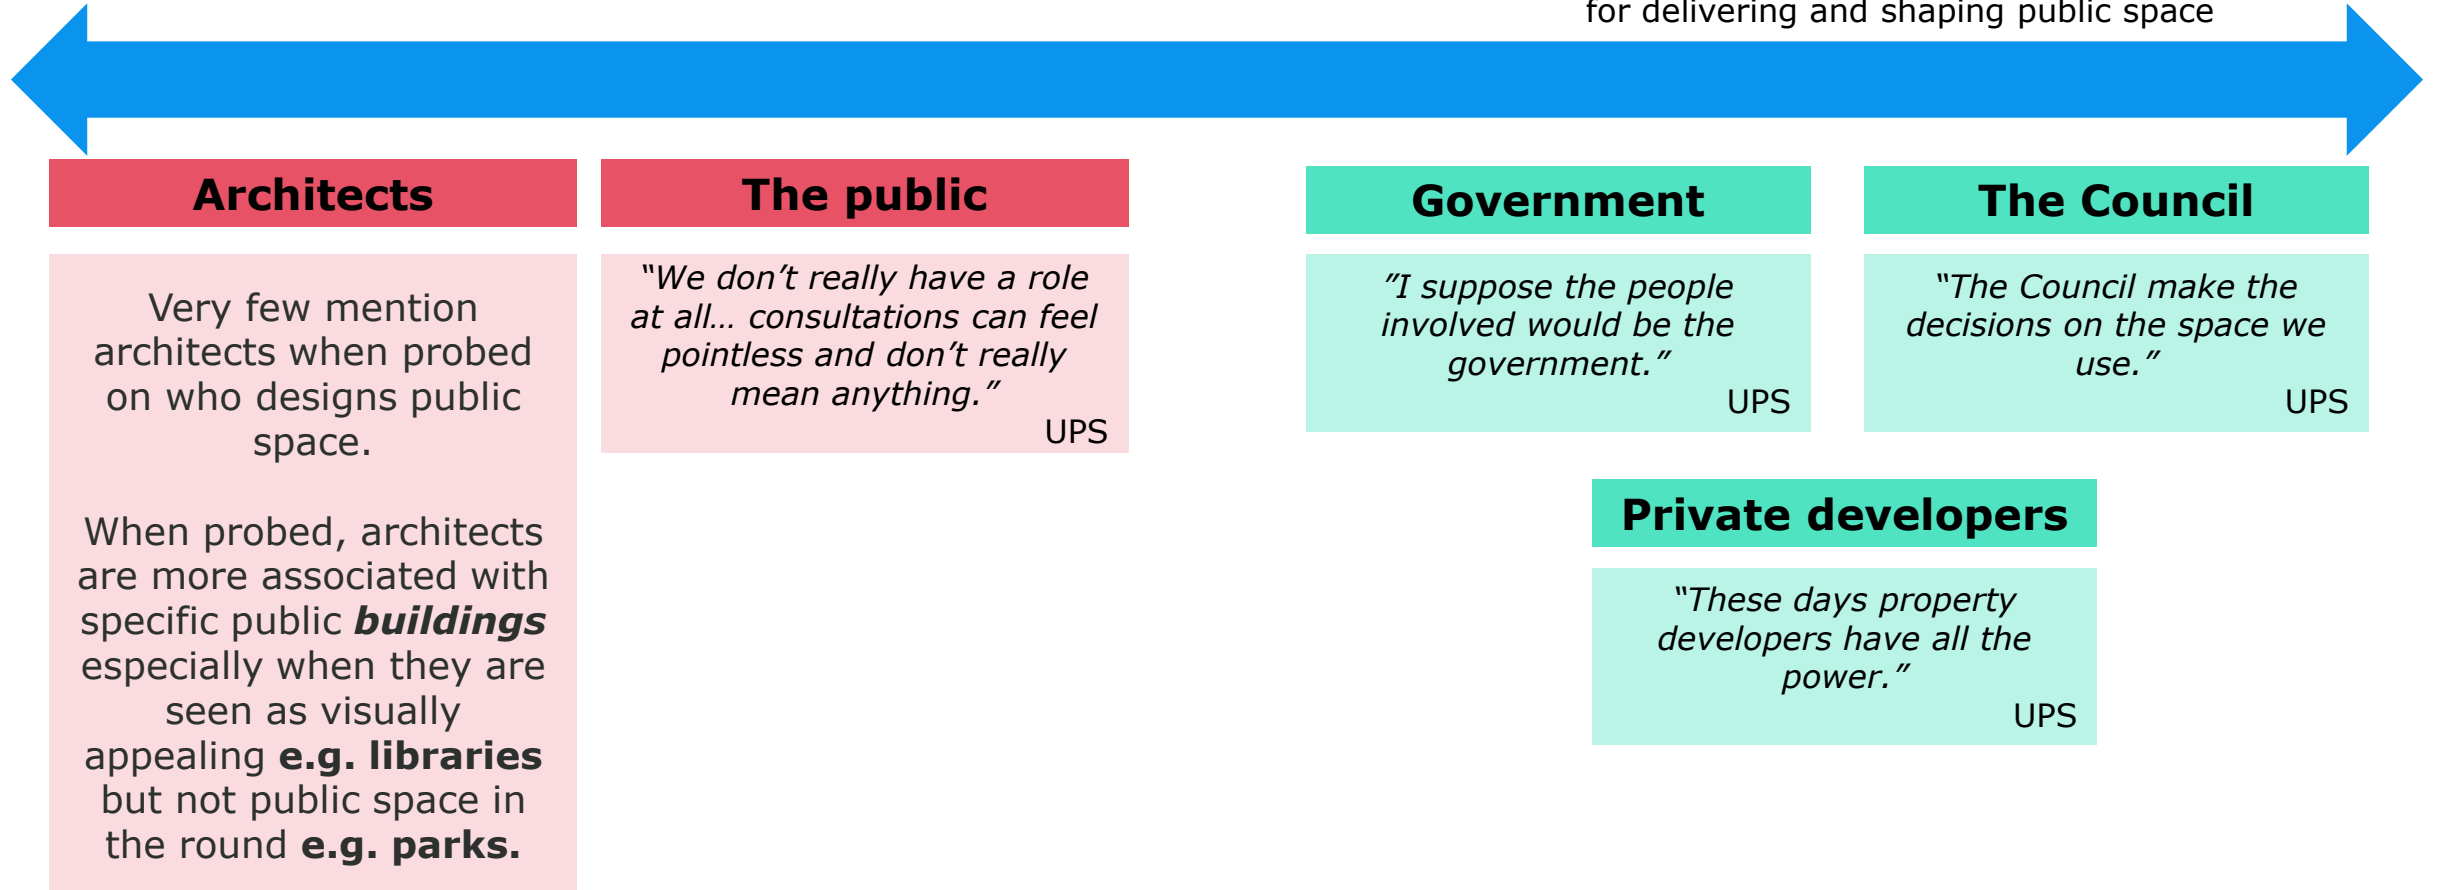 for delivering and shaping public space
Architects
Very few mention
architects when probed
on who designs public
space.
When probed, architects
are more associated with
specific public buildings
especially when they are
seen as visually
appealing e.g. libraries
but not public space in
the round e.g. parks.
The public
“We don’t really have a role
at all… consultations can feel
pointless and don’t really
mean anything.”
UPS
Government
”I suppose the people
involved would be the
government.”
UPS
The Council
“The Council make the
decisions on the space we
use.”
UPS
Private developers
“These days property
developers have all the
power.”
UPS